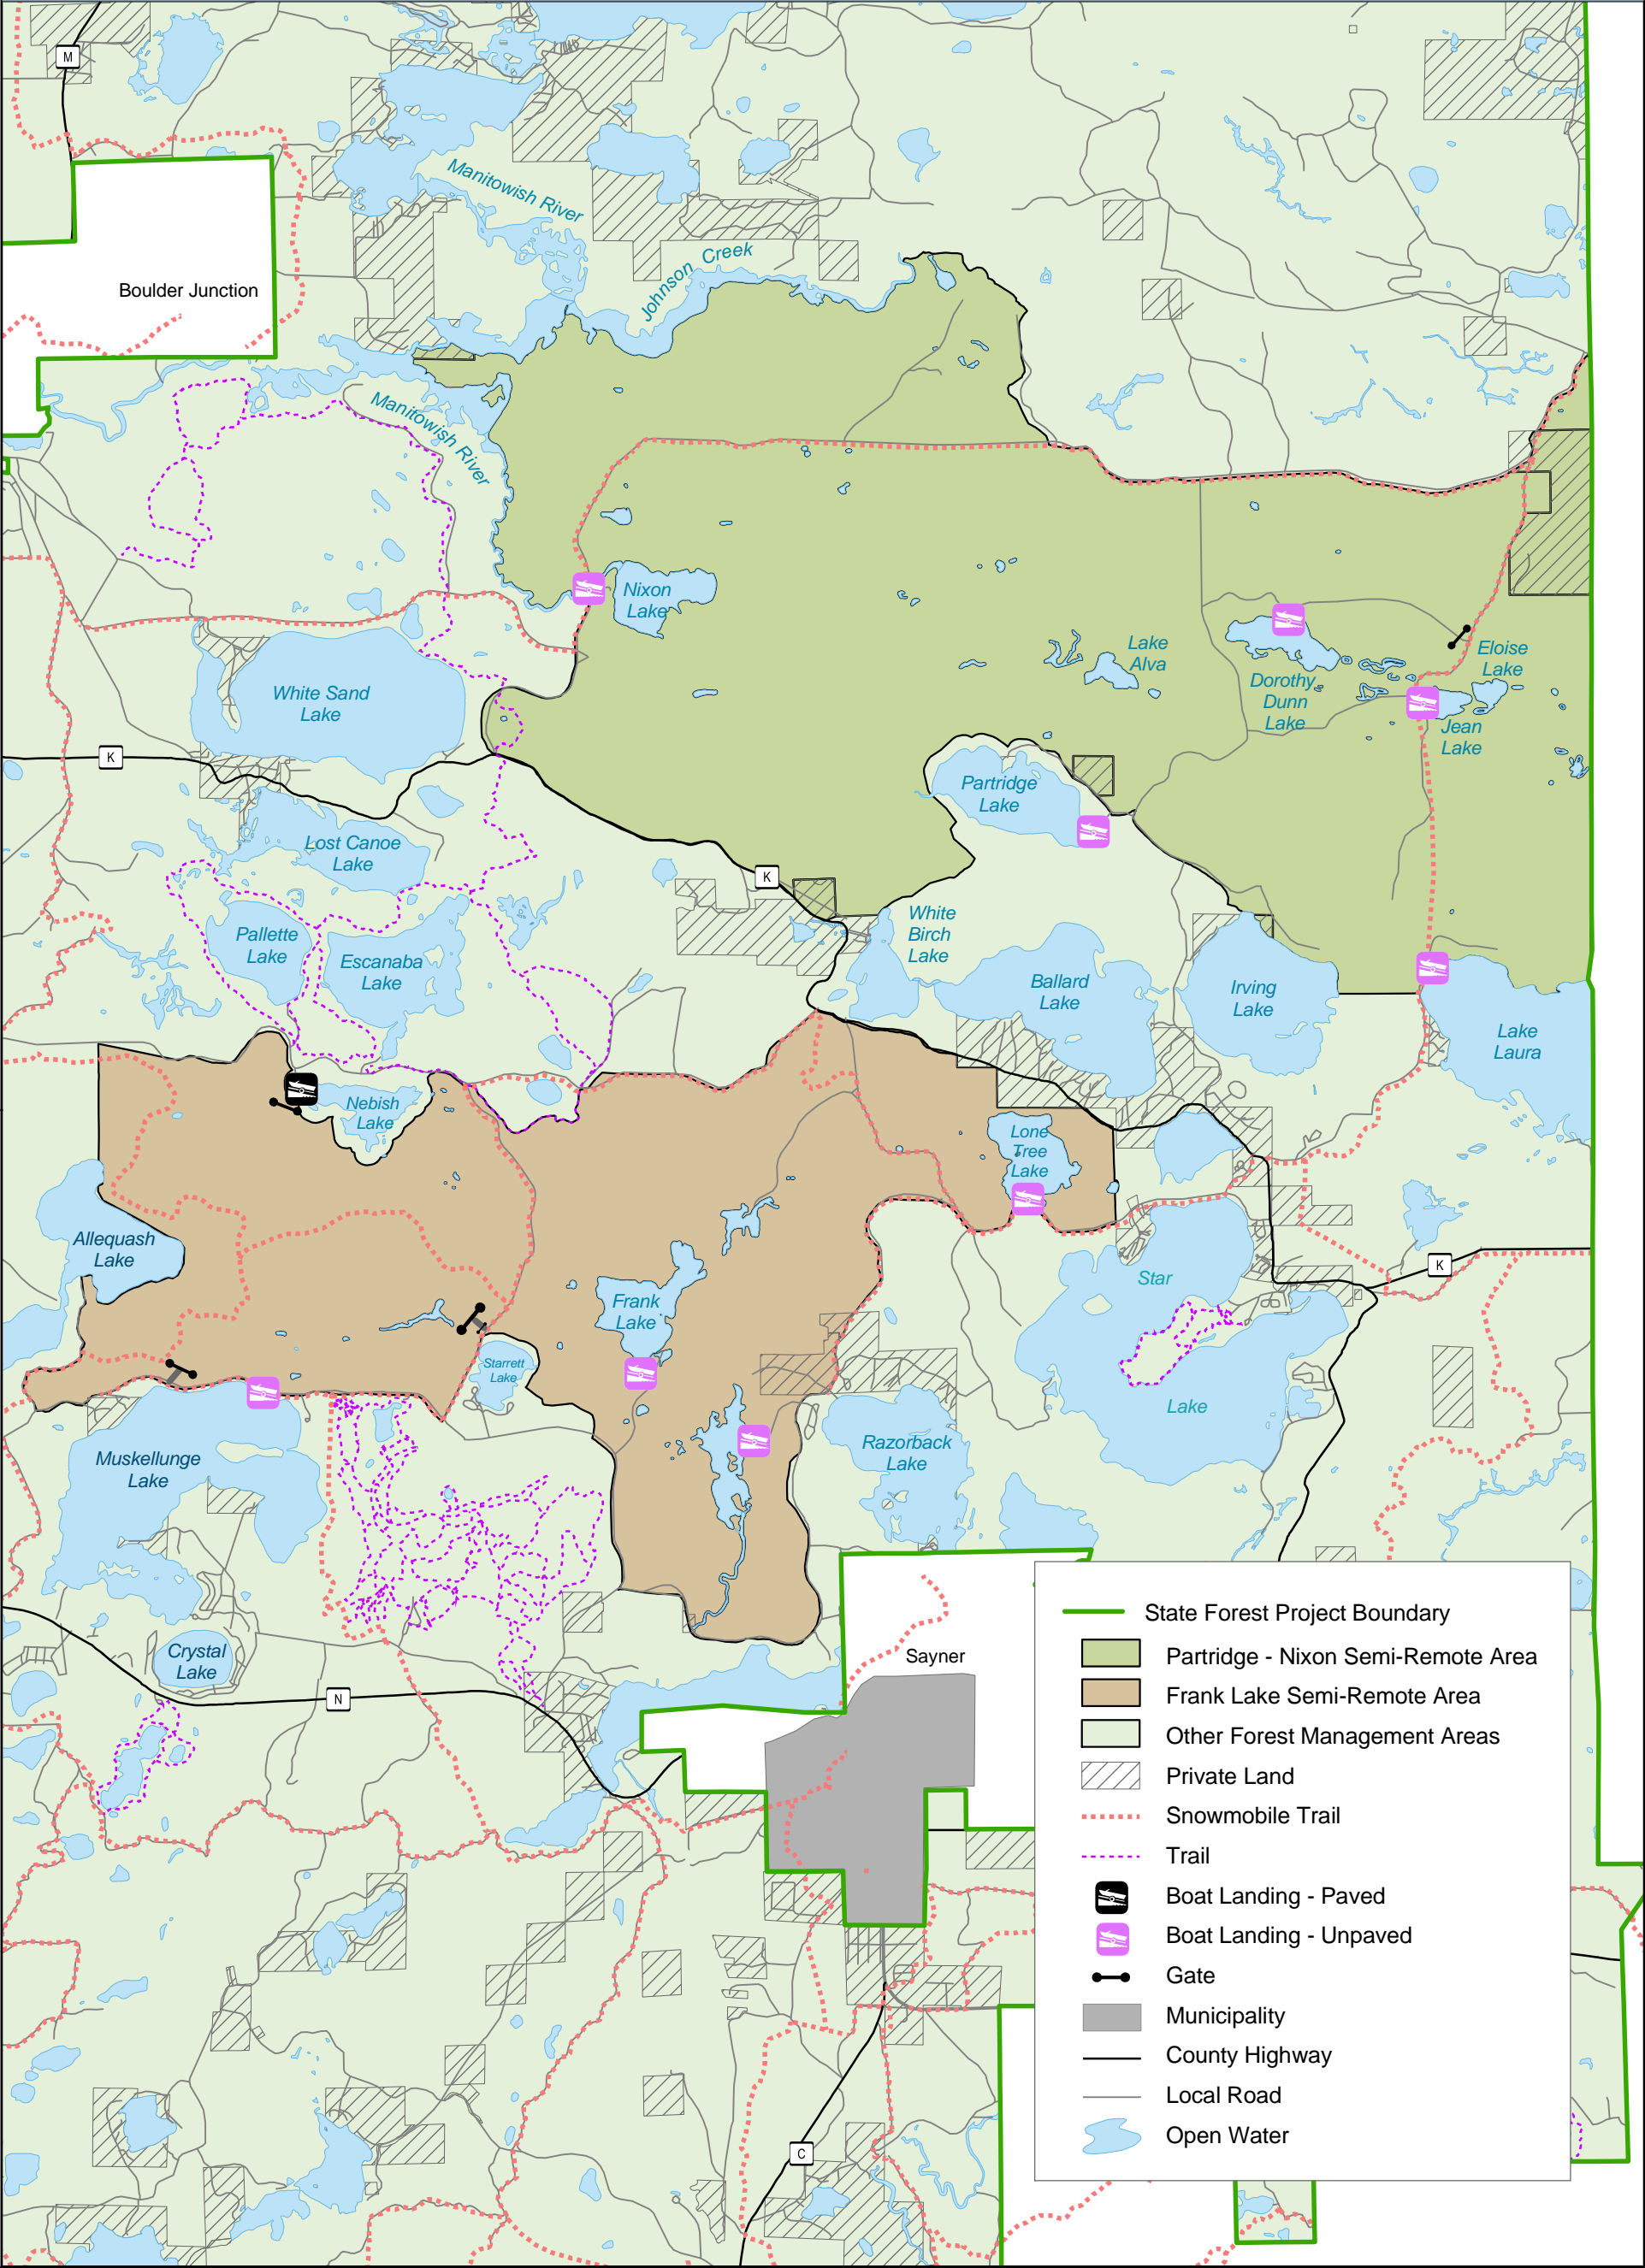 M
Manitowish River
Johnson Creek
Boulder Junction
Manitowish River
Nixon
Lake
Lake
Alva
Eloise
Lake
Dorothy
Dunn
Lake
Jean
Lake
White Sand
Lake
K
Partridge
Lake
Lost Canoe
Lake
K
White
Birch
Lake
Pallette
Lake
Escanaba
Lake
Ballard
Lake
Irving
Lake
Lake
Laura
Nebish
Lake
Lone
Tree
Lake
Allequash
Lake
Star
K
Frank
Lake
Starrett
Lake
Lake
Muskellunge
Lake
Razorback
Lake
Crystal
Lake
Sayner
N
C
State Forest Project Boundary
Partridge - Nixon Semi-Remote Area
Frank Lake Semi-Remote Area
Other Forest Management Areas
Private Land
Snowmobile Trail
Trail
Boat Landing - Paved
Boat Landing - Unpaved
Gate
Municipality
County Highway
Local Road
Open Water